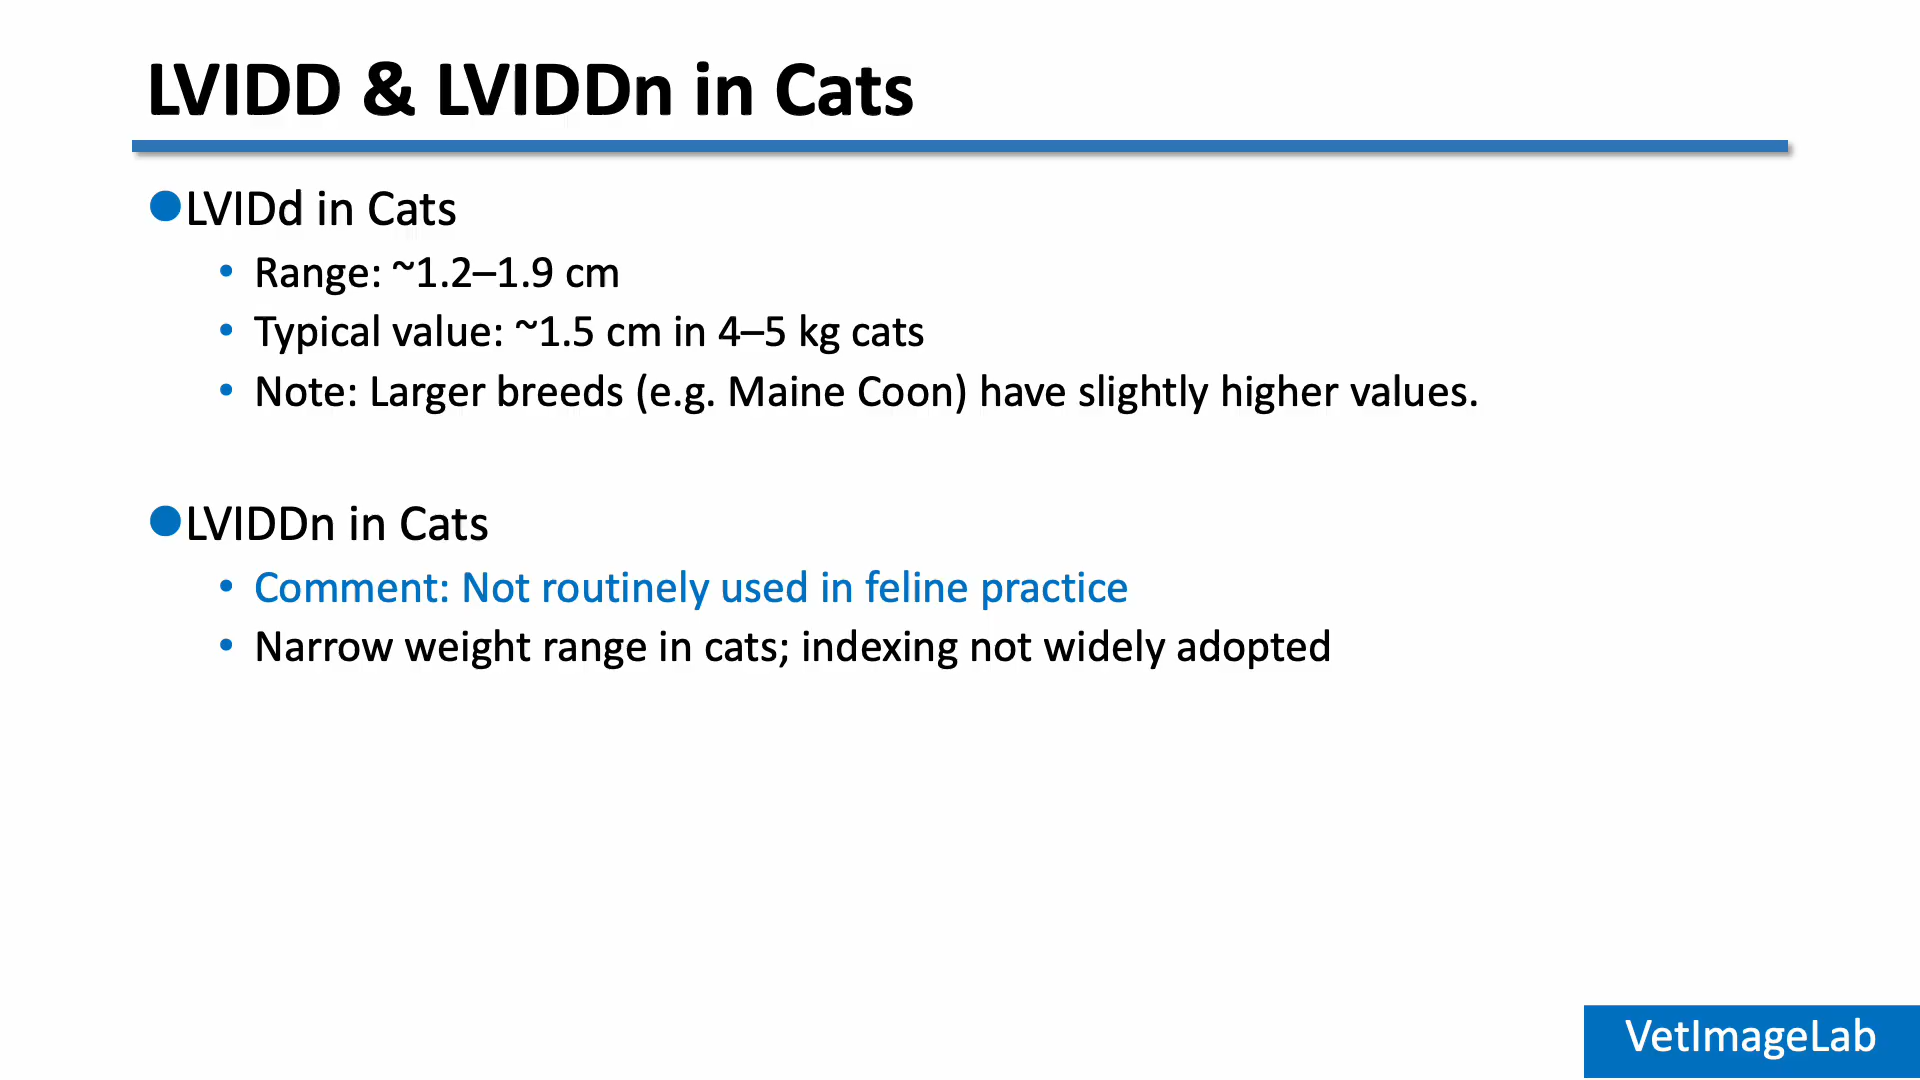 LVIDD & LVIDDn in Cats
LVIDd in Cats
Range: ~1.2–1.9 cm
Typical value: ~1.5 cm in 4–5 kg cats
Note: Larger breeds (e.g. Maine Coon) have slightly higher values.
LVIDDn in Cats
Comment: Not routinely used in feline practice
Narrow weight range in cats; indexing not widely adopted
VetImageLab